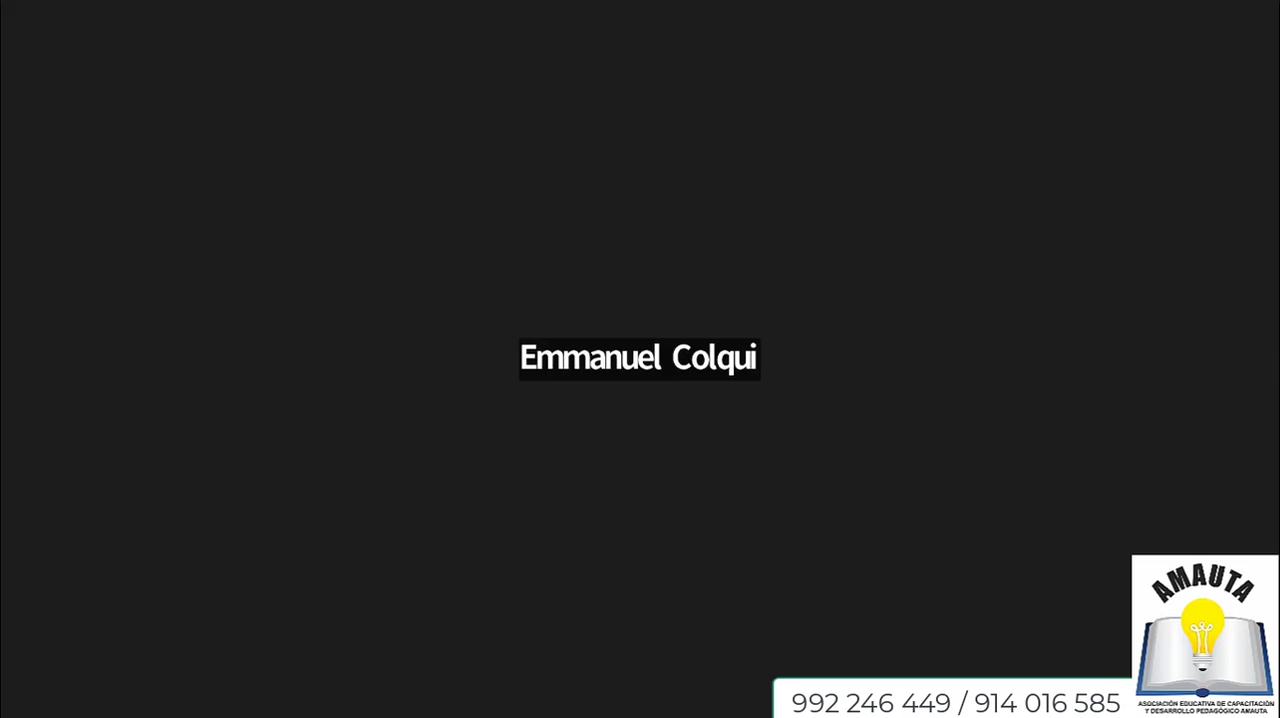 Emmanuel Colqui
AMAUTA
992 246 449 / 914 016 585
ASOCIACIÓN EDUCATIVA DE CAPACITACIÓN
Y DESARROLLO PEDAGÓGICO AMAUTA